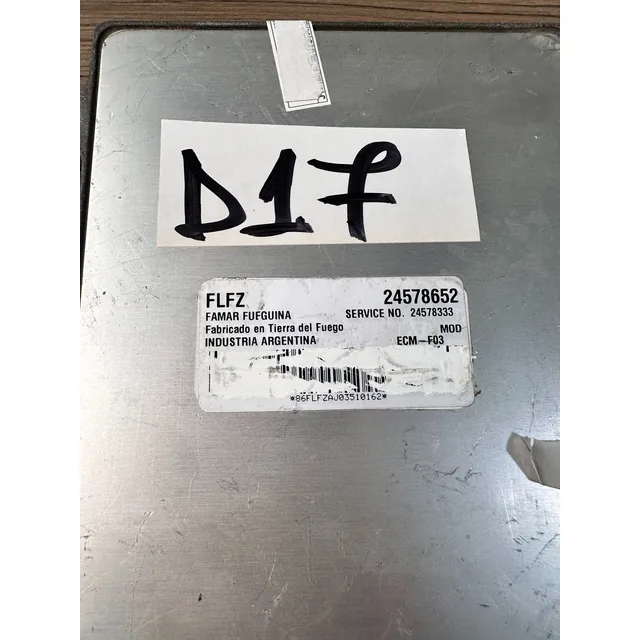 D17
FLFZ 24578652
FAMAR FUEGUINA SERVICE NO. 24578333
Fabricado en Tierra del Fuego MOD
INDUSTRIA ARGENTINA ECM-F03
*86FLFZAJ03510162*